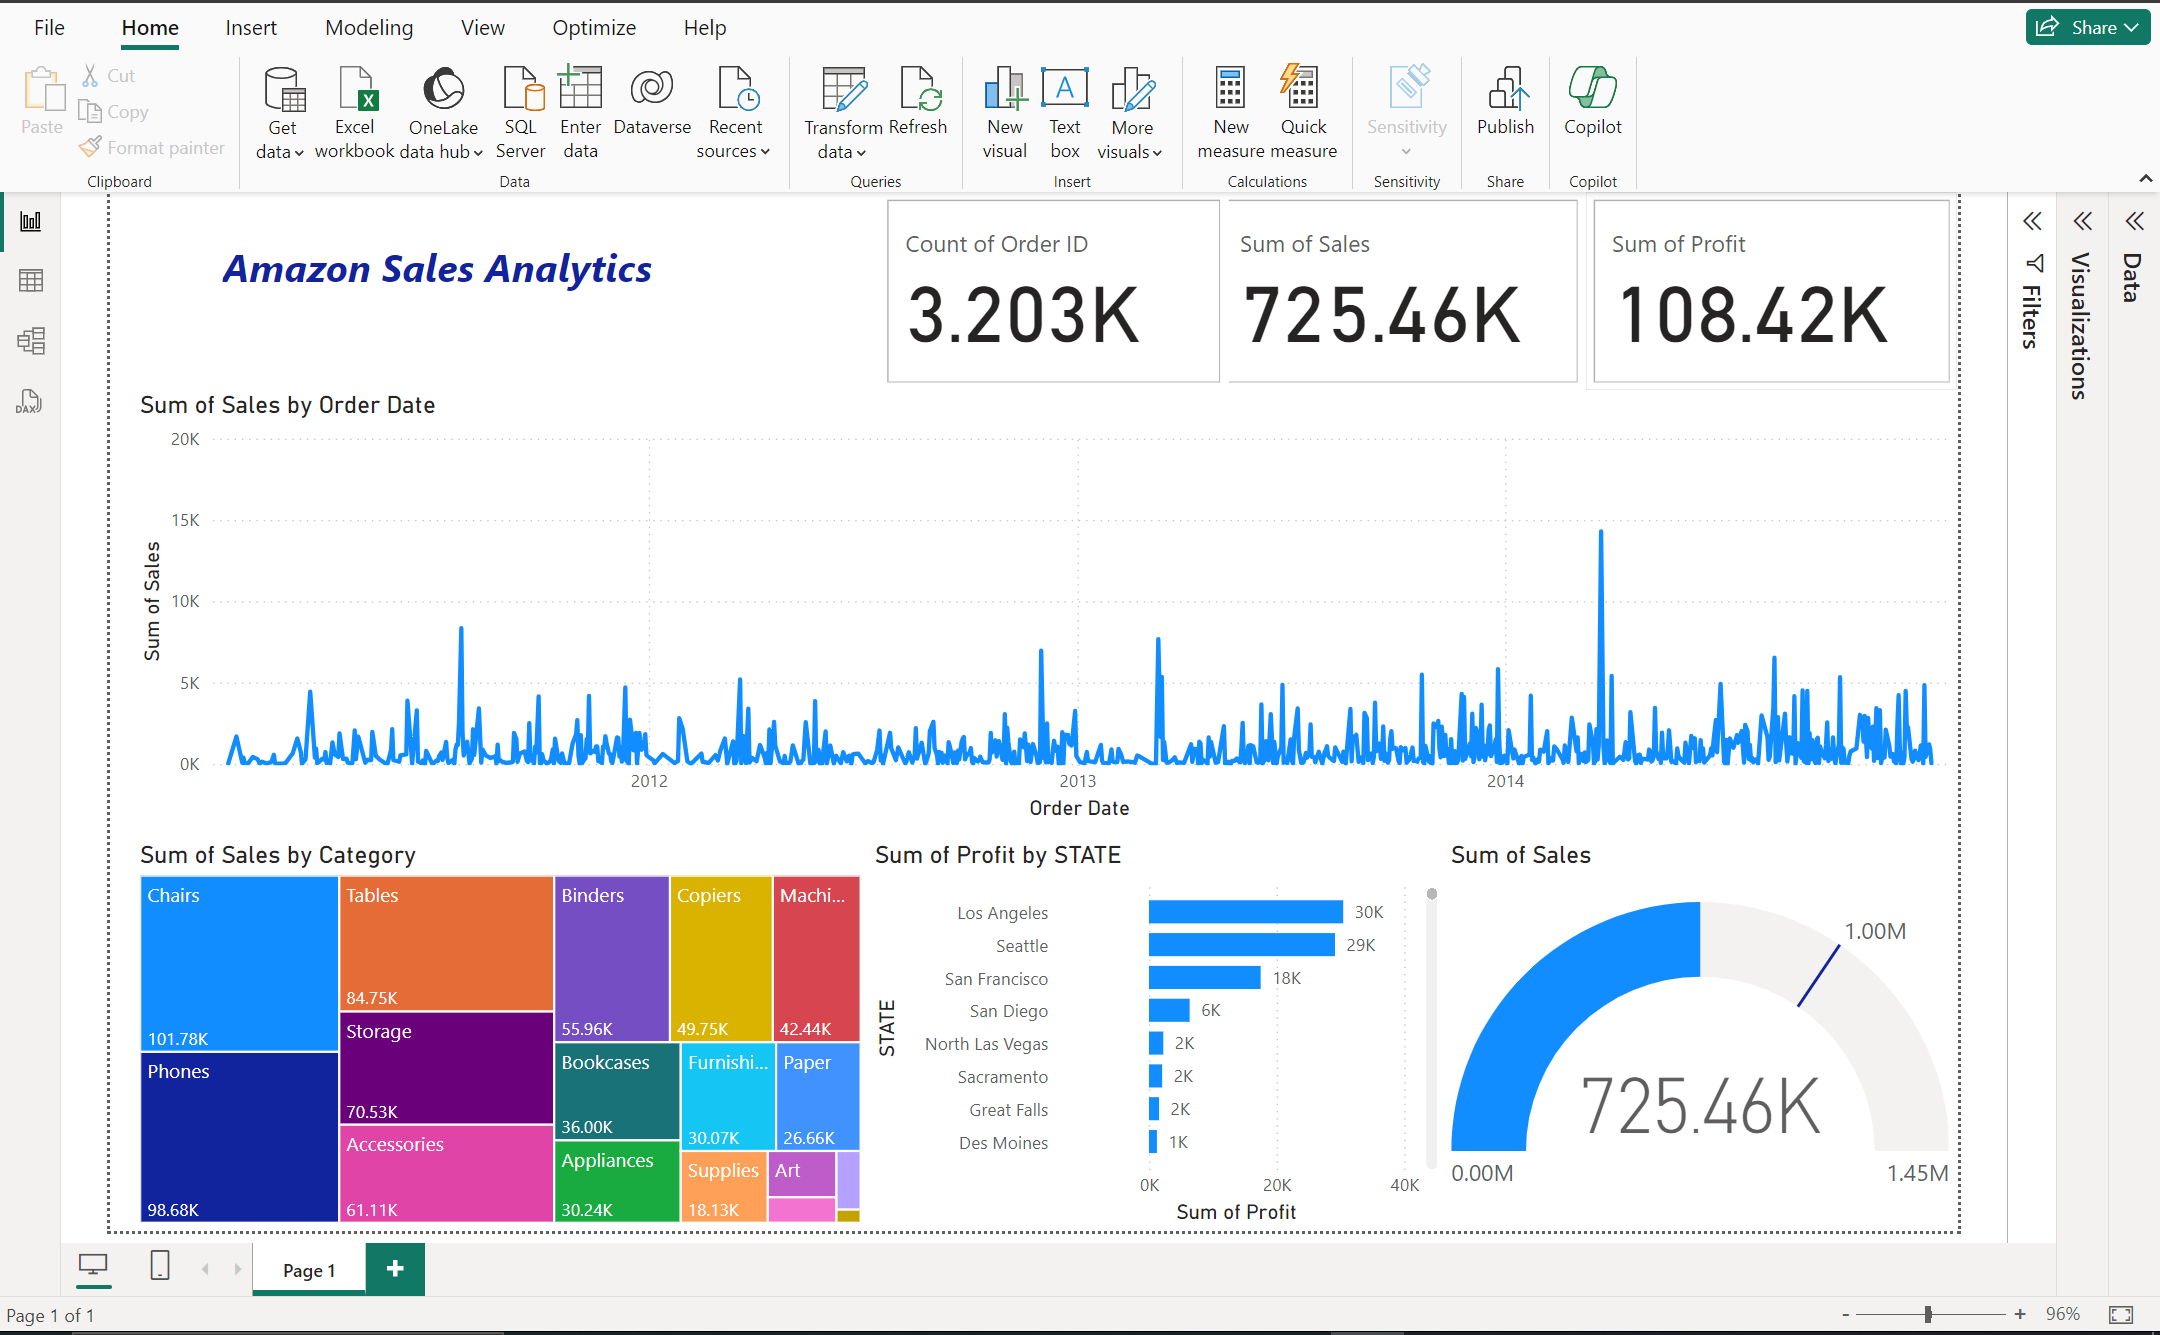 File Home Insert Modeling View Optimize Help Share
Paste
Cut
Copy
Format painter
Clipboard
Get data
Excel workbook
OneLake data hub
SQL Server
Enter data
Dataverse
Recent sources
Data
Transform data
Refresh
Queries
New visual
A
Text box
More visuals
Insert
New measure
Quick measure
Calculations
Sensitivity
Sensitivity
Publish
Share
Copilot
Copilot
DAX
Amazon Sales Analytics
Count of Order ID
3.203K
Sum of Sales
725.46K
Sum of Profit
108.42K
Filters
Visualizations
Data
Sum of Sales by Order Date
Sum of Sales
20K
15K
10K
5K
0K
2012 2013 2014
Order Date
Sum of Sales by Category
Chairs
101.78K
Phones
98.68K
Tables
84.75K
Storage
70.53K
Accessories
61.11K
Binders
55.96K
Copiers
49.75K
Machi...
42.44K
Bookcases
36.00K
Furnishi...
30.07K
Paper
26.66K
Appliances
30.24K
Supplies
18.13K
Art
Sum of Profit by STATE
STATE
Los Angeles 30K
Seattle 29K
San Francisco 18K
San Diego 6K
North Las Vegas 2K
Sacramento 2K
Great Falls 2K
Des Moines 1K
0K 20K 40K
Sum of Profit
Sum of Sales
1.00M
725.46K
0.00M 1.45M
Page 1
+
Page 1 of 1
- + 96%